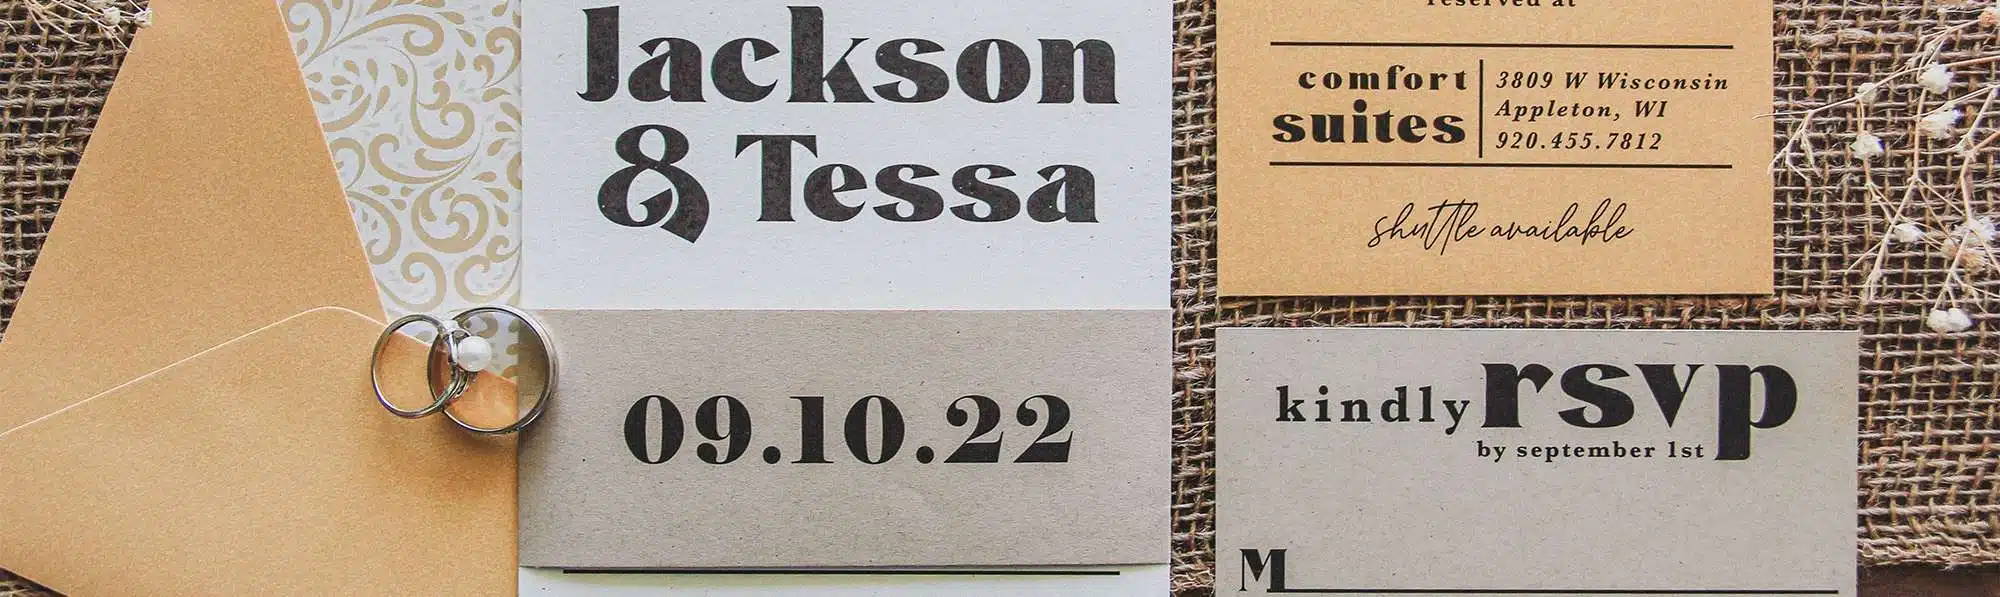 Jackson
& Tessa
09.10.22
reserved at
comfort
suites
3809 W Wisconsin
Appleton, WI
920.455.7812
shuttle available
kindly rsvp
by september 1st
M